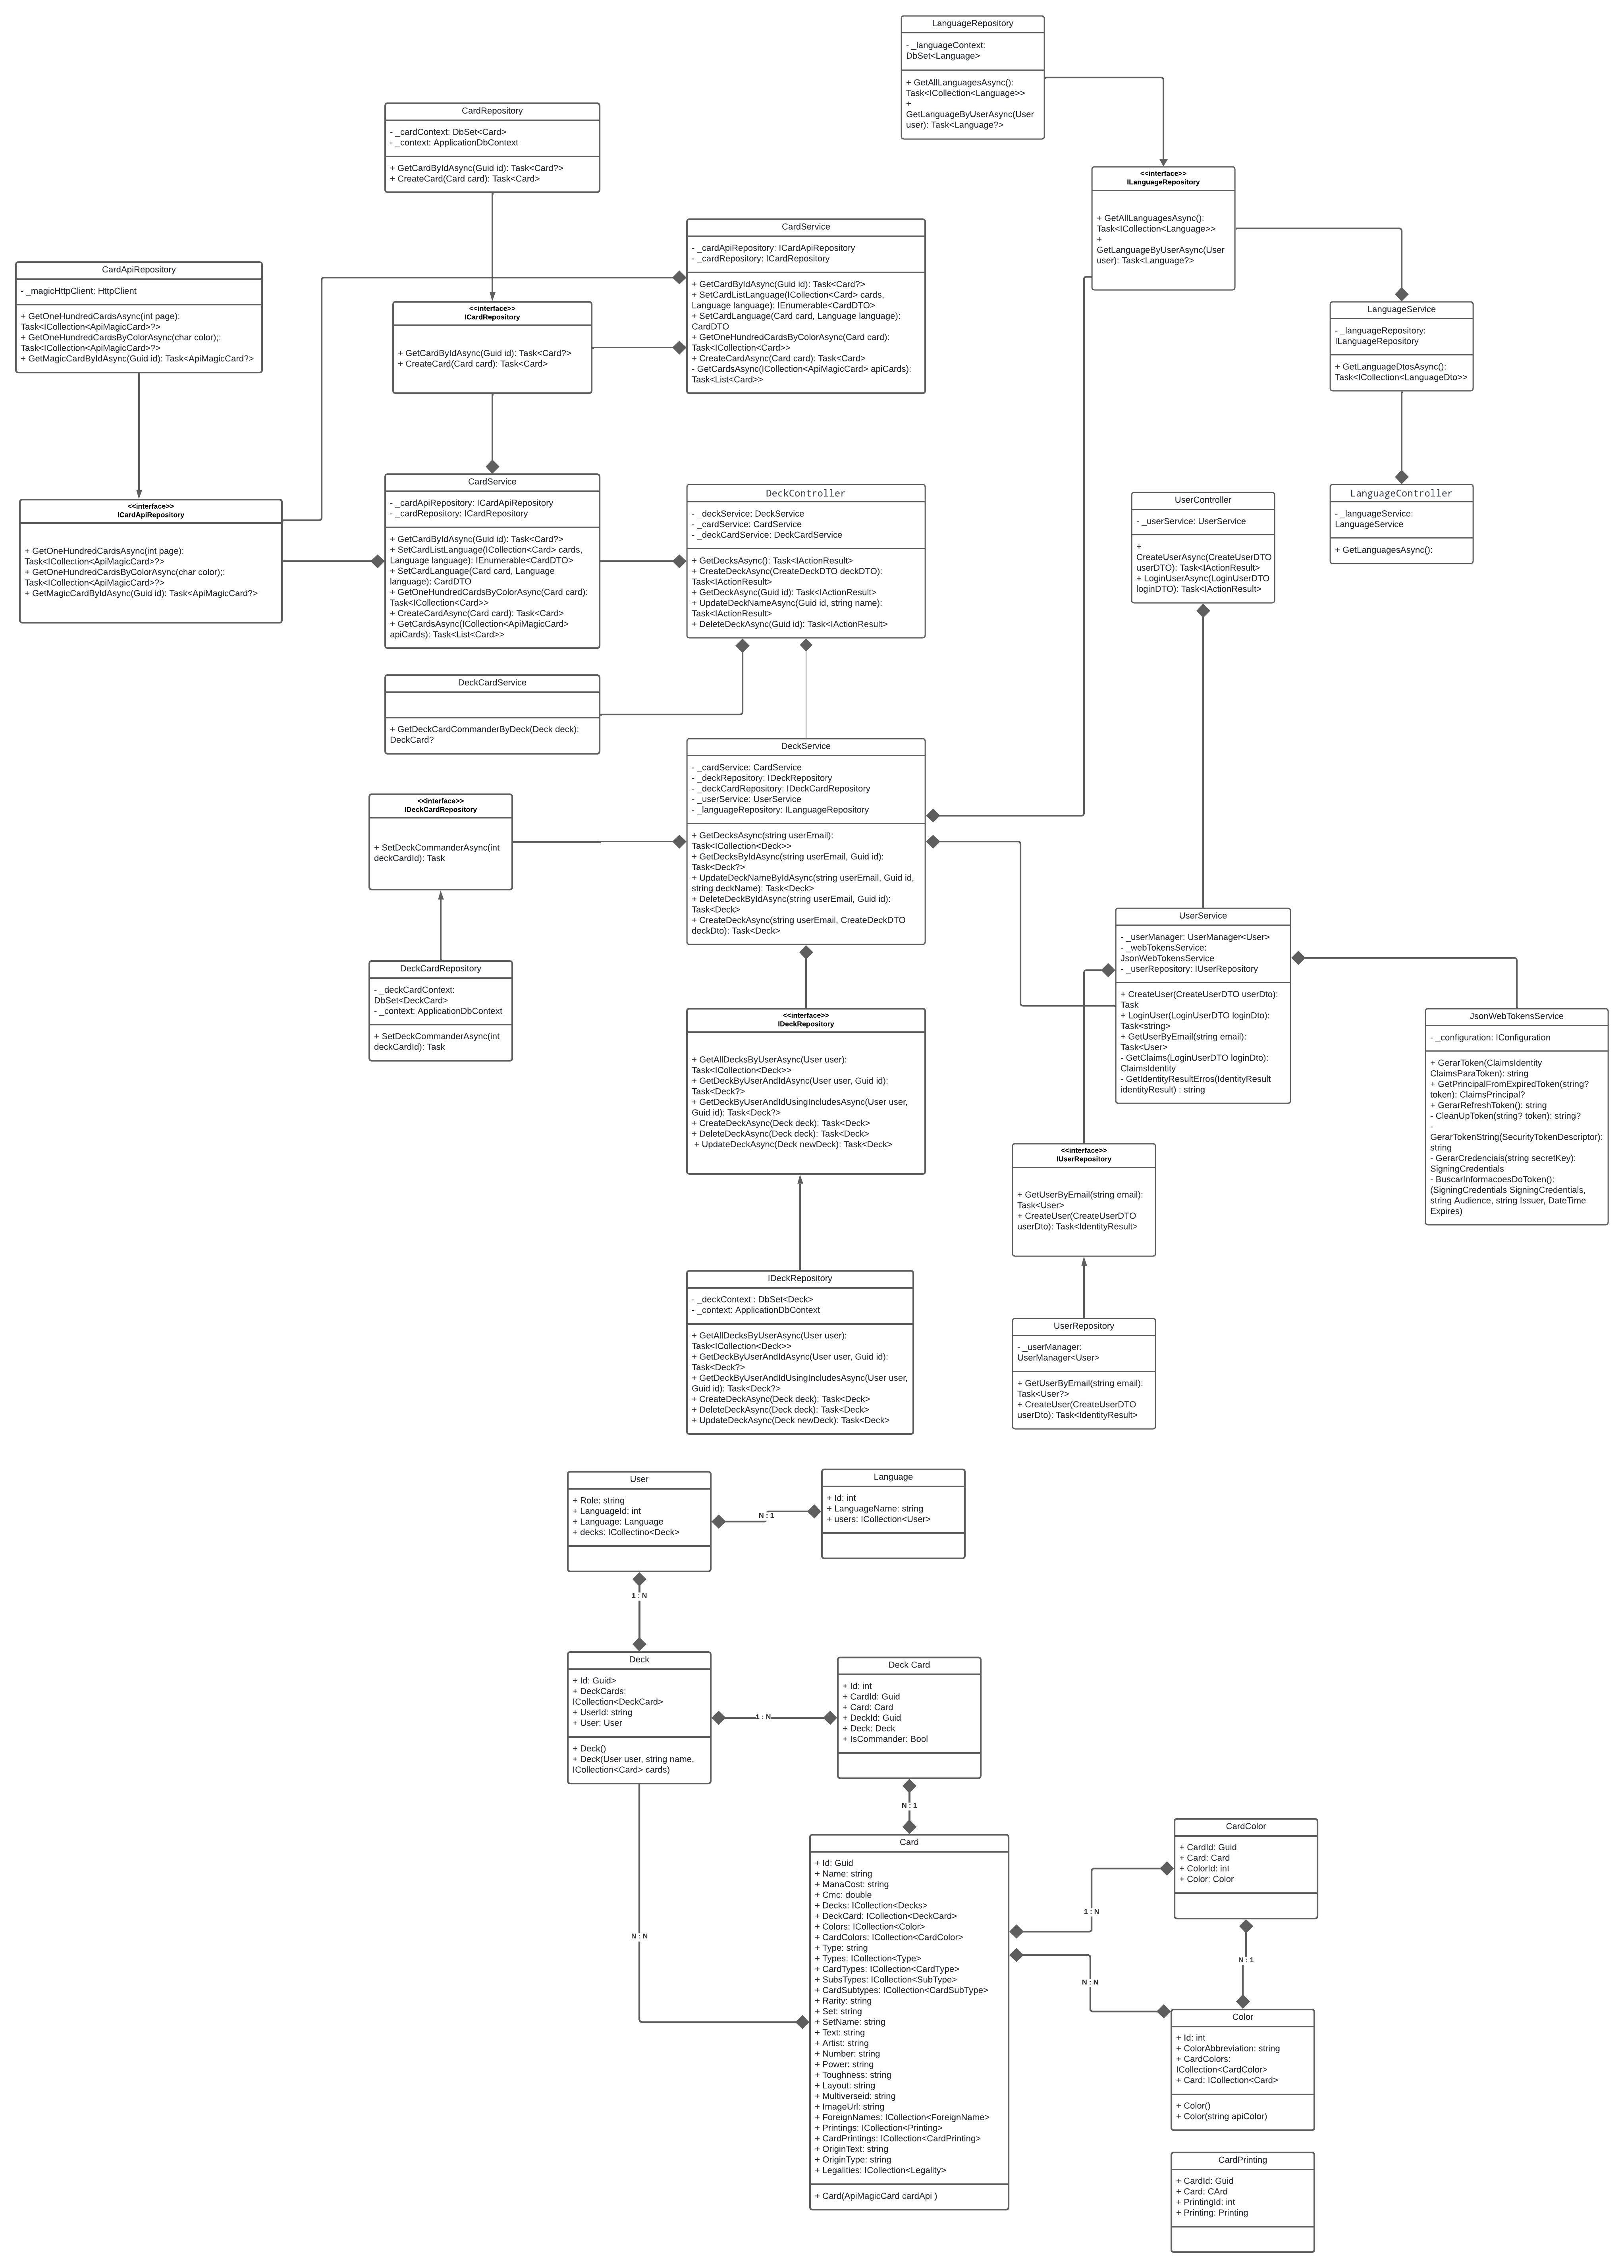 LanguageRepository
- _languageContext:
DbSet<Language>
+ GetAllLanguagesAsync():
Task<ICollection<Language>>
+
GetLanguageByUserAsync(User
user): Task<Language?>
CardRepository
- _cardContext: DbSet<Card>
- _context: ApplicationDbContext
+ GetCardByIdAsync(Guid id): Task<Card?>
+ CreateCard(Card card): Task<Card>
<<interface>>
ILanguageRepository
+ GetAllLanguagesAsync():
Task<ICollection<Language>>
+
GetLanguageByUserAsync(User
user): Task<Language?>
CardService
- _cardApiRepository: ICardApiRepository
- _cardRepository: ICardRepository
+ GetCardByIdAsync(Guid id): Task<Card?>
+ SetCardListLanguage(ICollection<Card> cards,
Language language): IEnumerable<CardDTO>
+ SetCardLanguage(Card card, Language language):
CardDTO
+ GetOneHundredCardsByColorAsync(Card card):
Task<ICollection<Card>>
+ CreateCardAsync(Card card): Task<Card>
- GetCardsAsync(ICollection<ApiMagicCard> apiCards):
Task<List<Card>>
CardApiRepository
- _magicHttpClient: HttpClient
+ GetOneHundredCardsAsync(int page):
Task<ICollection<ApiMagicCard>?>
+ GetOneHundredCardsByColorAsync(char color);:
Task<ICollection<ApiMagicCard>?>
+ GetMagicCardByIdAsync(Guid id): Task<ApiMagicCard?>
<<interface>>
ICardRepository
+ GetCardByIdAsync(Guid id): Task<Card?>
+ CreateCard(Card card): Task<Card>
LanguageService
- _languageRepository:
ILanguageRepository
+ GetLanguageDtosAsync():
Task<ICollection<LanguageDto>>
<<interface>>
ICardApiRepository
+ GetOneHundredCardsAsync(int page):
Task<ICollection<ApiMagicCard>?>
+ GetOneHundredCardsByColorAsync(char color);:
Task<ICollection<ApiMagicCard>?>
+ GetMagicCardByIdAsync(Guid id): Task<ApiMagicCard?>
CardService
- _cardApiRepository: ICardApiRepository
- _cardRepository: ICardRepository
+ GetCardByIdAsync(Guid id): Task<Card?>
+ SetCardListLanguage(ICollection<Card> cards,
Language language): IEnumerable<CardDTO>
+ SetCardLanguage(Card card, Language
language): CardDTO
+ GetOneHundredCardsByColorAsync(Card card):
Task<ICollection<Card>>
+ CreateCardAsync(Card card): Task<Card>
+ GetCardsAsync(ICollection<ApiMagicCard>
apiCards): Task<List<Card>>
DeckController
- _deckService: DeckService
- _cardService: CardService
- _deckCardService: DeckCardService
+ GetDecksAsync(): Task<IActionResult>
+ CreateDeckAsync(CreateDeckDTO deckDTO):
Task<IActionResult>
+ GetDeckAsync(Guid id): Task<IActionResult>
+ UpdateDeckNameAsync(Guid id, string name):
Task<IActionResult>
+ DeleteDeckAsync(Guid id): Task<IActionResult>
UserController
- _userService: UserService
+
CreateUserAsync(CreateUserDTO
userDTO): Task<IActionResult>
+ LoginUserAsync(LoginUserDTO
loginDTO): Task<IActionResult>
LanguageController
- _languageService:
LanguageService
+ GetLanguagesAsync():
DeckCardService
+ GetDeckCardCommanderByDeck(Deck deck):
DeckCard?
DeckService
- _cardService: CardService
- _deckRepository: IDeckRepository
- _deckCardRepository: IDeckCardRepository
- _userService: UserService
- _languageRepository: ILanguageRepository
+ GetDecksAsync(string userEmail):
Task<ICollection<Deck>>
+ GetDecksByIdAsync(string userEmail, Guid id):
Task<Deck?>
+ UpdateDeckNameByIdAsync(string userEmail, Guid id,
string deckName): Task<Deck>
+ DeleteDeckByIdAsync(string userEmail, Guid id):
Task<Deck>
+ CreateDeckAsync(string userEmail, CreateDeckDTO
deckDto): Task<Deck>
<<interface>>
IDeckCardRepository
+ SetDeckCommanderAsync(int
deckCardId): Task
DeckCardRepository
- _deckCardContext:
DbSet<DeckCard>
- _context: ApplicationDbContext
+ SetDeckCommanderAsync(int
deckCardId): Task
UserService
- _userManager: UserManager<User>
- _webTokensService:
JsonWebTokensService
- _userRepository: IUserRepository
+ CreateUser(CreateUserDTO userDto):
Task
+ LoginUser(LoginUserDTO loginDto):
Task<string>
+ GetUserByEmail(string email):
Task<User>
- GetClaims(LoginUserDTO loginDto):
ClaimsIdentity
- GetIdentityResultErros(IdentityResult
identityResult) : string
JsonWebTokensService
- _configuration: IConfiguration
+ GerarToken(ClaimsIdentity
ClaimsParaToken): string
+ GetPrincipalFromExpiredToken(string?
token): ClaimsPrincipal?
+ GerarRefreshToken(): string
- CleanUpToken(string? token): string?
-
GerarTokenString(SecurityTokenDescriptor):
string
- GerarCredenciais(string secretKey):
SigningCredentials
- BuscarInformacoesDoToken():
(SigningCredentials SigningCredentials,
string Audience, string Issuer, DateTime
Expires)
<<interface>>
IDeckRepository
+ GetAllDecksByUserAsync(User user):
Task<ICollection<Deck>>
+ GetDeckByUserAndIdAsync(User user, Guid id):
Task<Deck?>
+ GetDeckByUserAndIdUsingIncludesAsync(User user,
Guid id): Task<Deck?>
+ CreateDeckAsync(Deck deck): Task<Deck>
+ DeleteDeckAsync(Deck deck): Task<Deck>
+ UpdateDeckAsync(Deck newDeck): Task<Deck>
<<interface>>
IUserRepository
+ GetUserByEmail(string email):
Task<User>
+ CreateUser(CreateUserDTO
userDto): Task<IdentityResult>
IDeckRepository
- _deckContext : DbSet<Deck>
- _context: ApplicationDbContext
+ GetAllDecksByUserAsync(User user):
Task<ICollection<Deck>>
+ GetDeckByUserAndIdAsync(User user, Guid id):
Task<Deck?>
+ GetDeckByUserAndIdUsingIncludesAsync(User user,
Guid id): Task<Deck?>
+ CreateDeckAsync(Deck deck): Task<Deck>
+ DeleteDeckAsync(Deck deck): Task<Deck>
+ UpdateDeckAsync(Deck newDeck): Task<Deck>
UserRepository
- _userManager:
UserManager<User>
+ GetUserByEmail(string email):
Task<User?>
+ CreateUser(CreateUserDTO
userDto): Task<IdentityResult>
User
+ Role: string
+ LanguageId: int
+ Language: Language
+ decks: ICollectino<Deck>
N : 1
Language
+ Id: int
+ LanguageName: string
+ users: ICollection<User>
1 : N
Deck
+ Id: Guid>
+ DeckCards:
ICollection<DeckCard>
+ UserId: string
+ User: User
+ Deck()
+ Deck(User user, string name,
ICollection<Card> cards)
1 : N
Deck Card
+ Id: int
+ CardId: Guid
+ Card: Card
+ DeckId: Guid
+ Deck: Deck
+ IsCommander: Bool
N : 1
N : N
Card
+ Id: Guid
+ Name: string
+ ManaCost: string
+ Cmc: double
+ Decks: ICollection<Decks>
+ DeckCard: ICollection<DeckCard>
+ Colors: ICollection<Color>
+ CardColors: ICollection<CardColor>
+ Type: string
+ Types: ICollection<Type>
+ CardTypes: ICollection<CardType>
+ SubsTypes: ICollection<SubType>
+ CardSubtypes: ICollection<CardSubType>
+ Rarity: string
+ Set: string
+ SetName: string
+ Text: string
+ Artist: string
+ Number: string
+ Power: string
+ Toughness: string
+ Layout: string
+ Multiverseid: string
+ ImageUrl: string
+ ForeignNames: ICollection<ForeignName>
+ Printings: ICollection<Printing>
+ CardPrintings: ICollection<CardPrinting>
+ OriginText: string
+ OriginType: string
+ Legalities: ICollection<Legality>
+ Card(ApiMagicCard cardApi )
1 : N
N : N
CardColor
+ CardId: Guid
+ Card: Card
+ ColorId: int
+ Color: Color
N : 1
Color
+ Id: int
+ ColorAbbreviation: string
+ CardColors:
ICollection<CardColor>
+ Card: ICollection<Card>
+ Color()
+ Color(string apiColor)
CardPrinting
+ CardId: Guid
+ Card: CArd
+ PrintingId: int
+ Printing: Printing